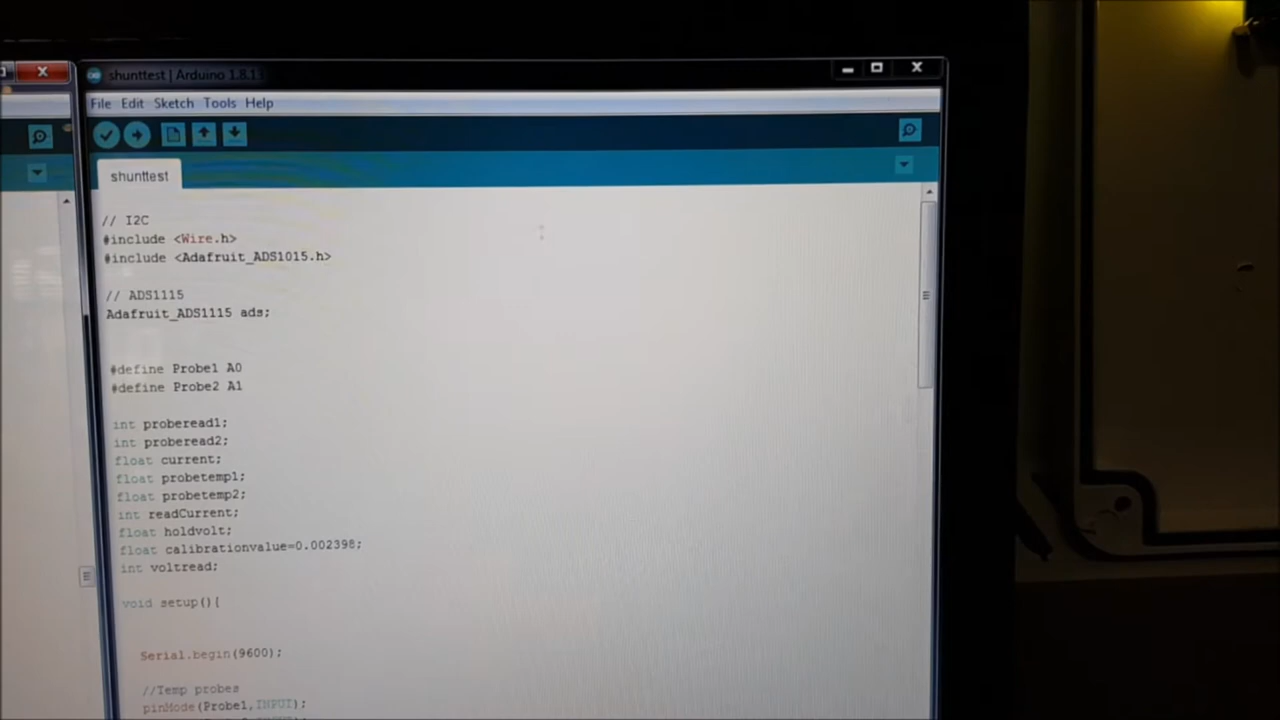 shunttest | Arduino 1.8.13
File Edit Sketch Tools Help
shunttest
// I2C
#include <Wire.h>
#include <Adafruit_ADS1015.h>
// ADS1115
Adafruit_ADS1115 ads;
#define Probe1 A0
#define Probe2 A1
int proberead1;
int proberead2;
float current;
float probetemp1;
float probetemp2;
int readCurrent;
float holdvolt;
float calibrationvalue=0.002398;
int voltread;
void setup(){
Serial.begin(9600);
//Temp probes
pinMode(Probe1,INPUT);